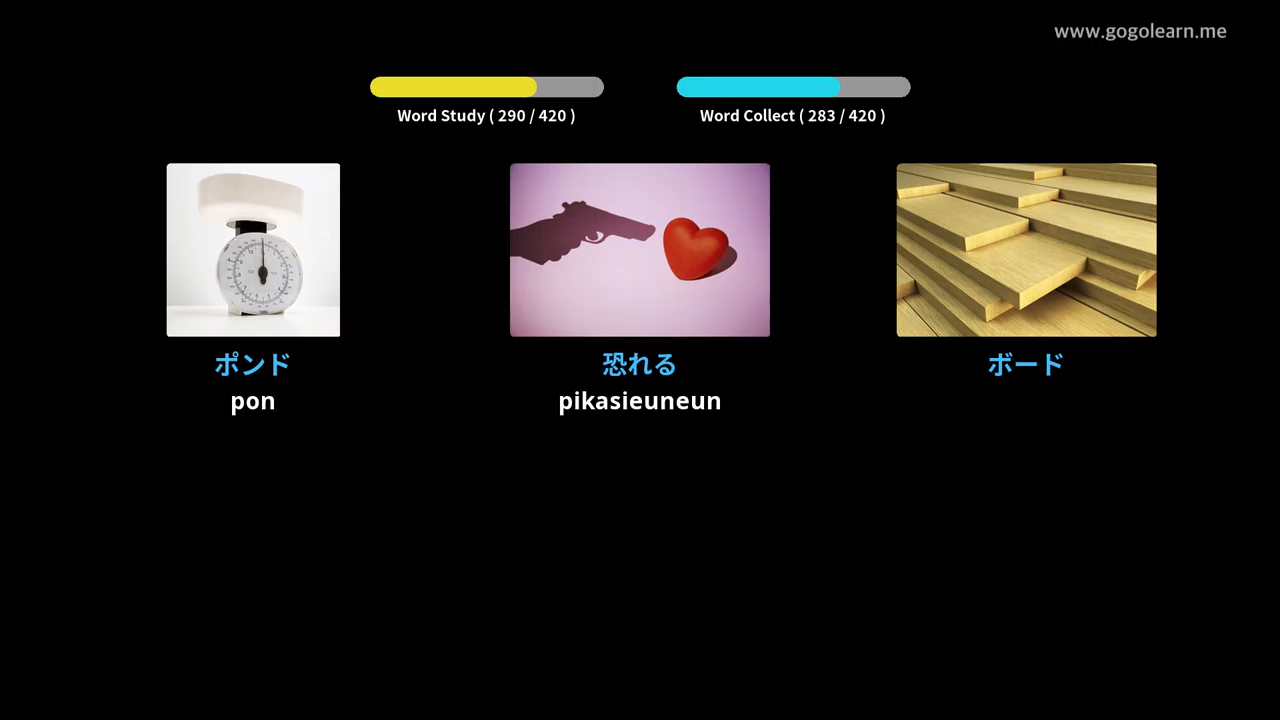 www.gogolearn.me
Word Study ( 290 / 420 )
Word Collect ( 283 / 420 )
ポンド
pon
恐れる
pikasieuneun
ボード